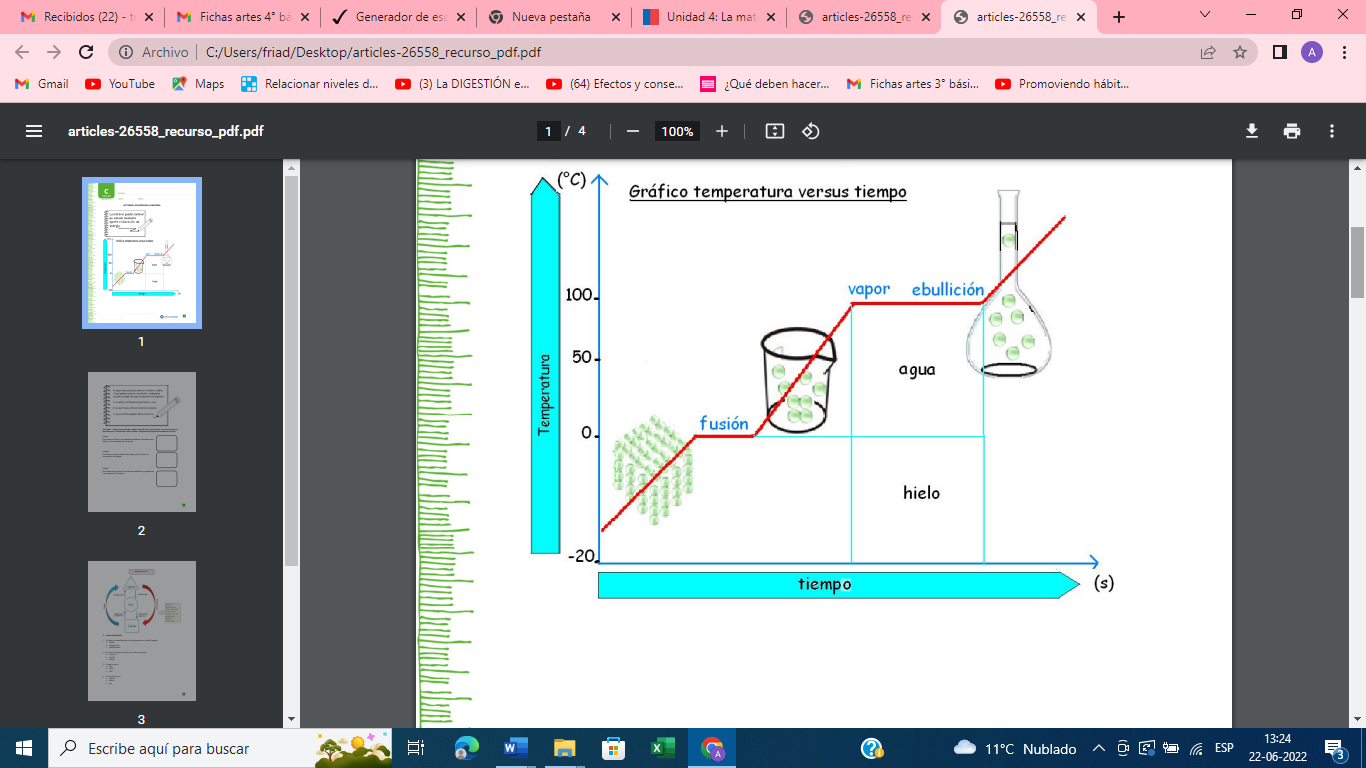 Recibidos (22) - t
Fichas artes 4° bá
Generador de esc
Nueva pestaña
Unidad 4: La mat
articles-26558_re
articles-26558_re
Archivo | C:/Users/friad/Desktop/articles-26558_recurso_pdf.pdf
A
Gmail
YouTube
Maps
Relacionar niveles d...
(3) La DIGESTIÓN e...
(64) Efectos y conse...
¿Qué deben hacer...
Fichas artes 3° bási...
Promoviendo hábit...
articles-26558_recurso_pdf.pdf
1 / 4
100%
1
2
3
(°C)
Gráfico temperatura versus tiempo
vapor ebullición
100
50
agua
Temperatura
fusión
0
hielo
-20
tiempo
(s)
Escribe aquí para buscar
11°C Nublado
ESP
13:24
22-06-2022
3